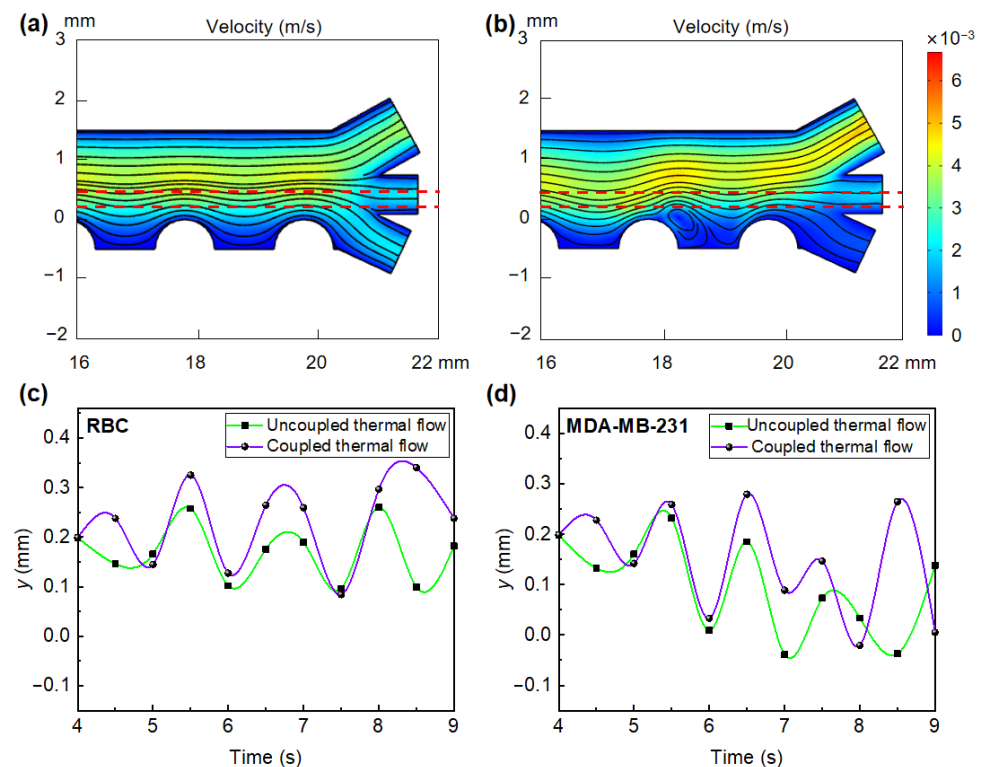 (a) mm Velocity (m/s)
3
2
1
0
−1
−2
16 18 20 22 mm
(b) Velocity (m/s)
3
2
1
0
−1
−2
16 18 20 22 mm
×10⁻³
6
5
4
3
2
1
0
(c)
RBC
Uncoupled thermal flow
Coupled thermal flow
y (mm)
0.4
0.3
0.2
0.1
0.0
−0.1
4 5 6 7 8 9
Time (s)
(d)
MDA-MB-231
Uncoupled thermal flow
Coupled thermal flow
y (mm)
0.4
0.3
0.2
0.1
0.0
−0.1
4 5 6 7 8 9
Time (s)